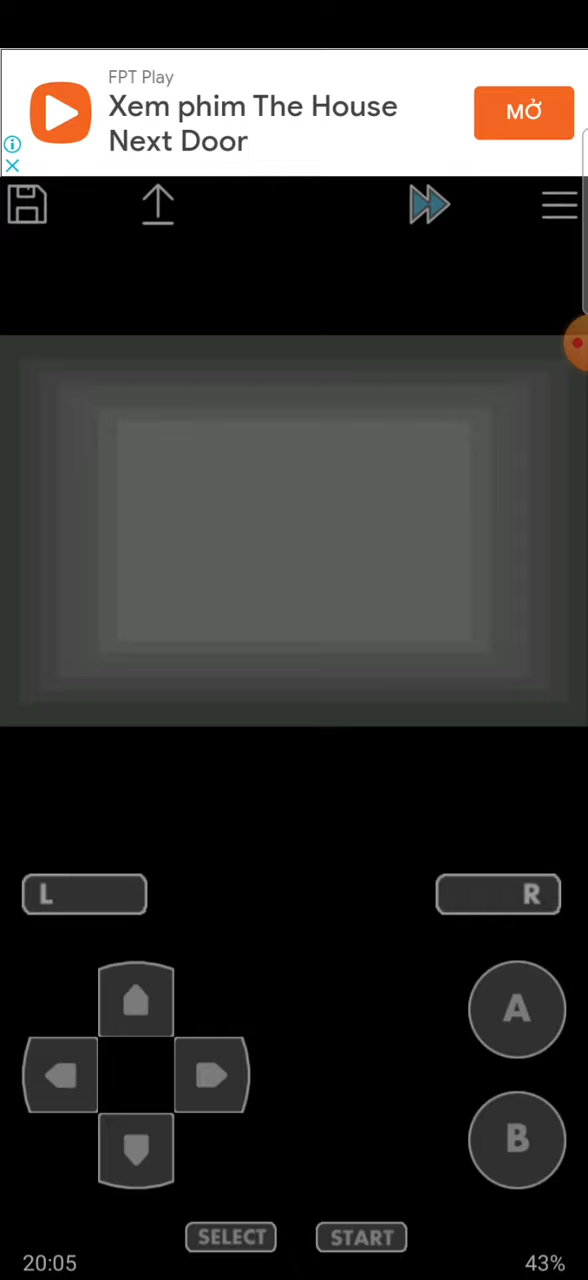 FPT Play
Xem phim The House
Next Door
MỞ
L
R
A
B
SELECT
START
20:05
43%